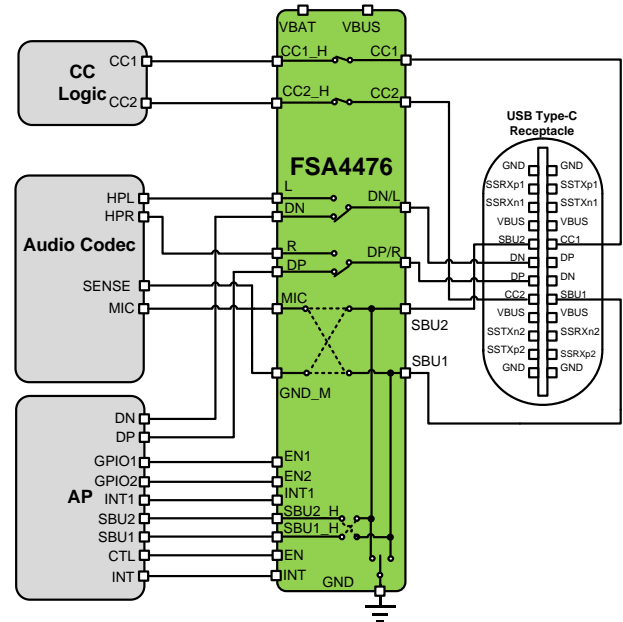 VBAT VBUS
CC Logic
CC1
CC2
CC1_H
CC1
CC2_H
CC2
FSA4476
Audio Codec
HPL
HPR
SENSE
MIC
L
DN
DN/L
R
DP
DP/R
MIC
GND_M
SBU2
SBU1
AP
DN
DP
GPIO1
GPIO2
INT1
SBU2
SBU1
CTL
INT
EN1
EN2
INT1
SBU2_H
SBU1_H
EN
INT
GND
USB Type-C
Receptacle
GND GND
SSRXp1 SSTXp1
SSRXn1 SSTXn1
VBUS VBUS
SBU2 CC1
DN DP
DP DN
CC2 SBU1
VBUS VBUS
SSTXn2 SSRXn2
SSTXp2 SSRXp2
GND GND